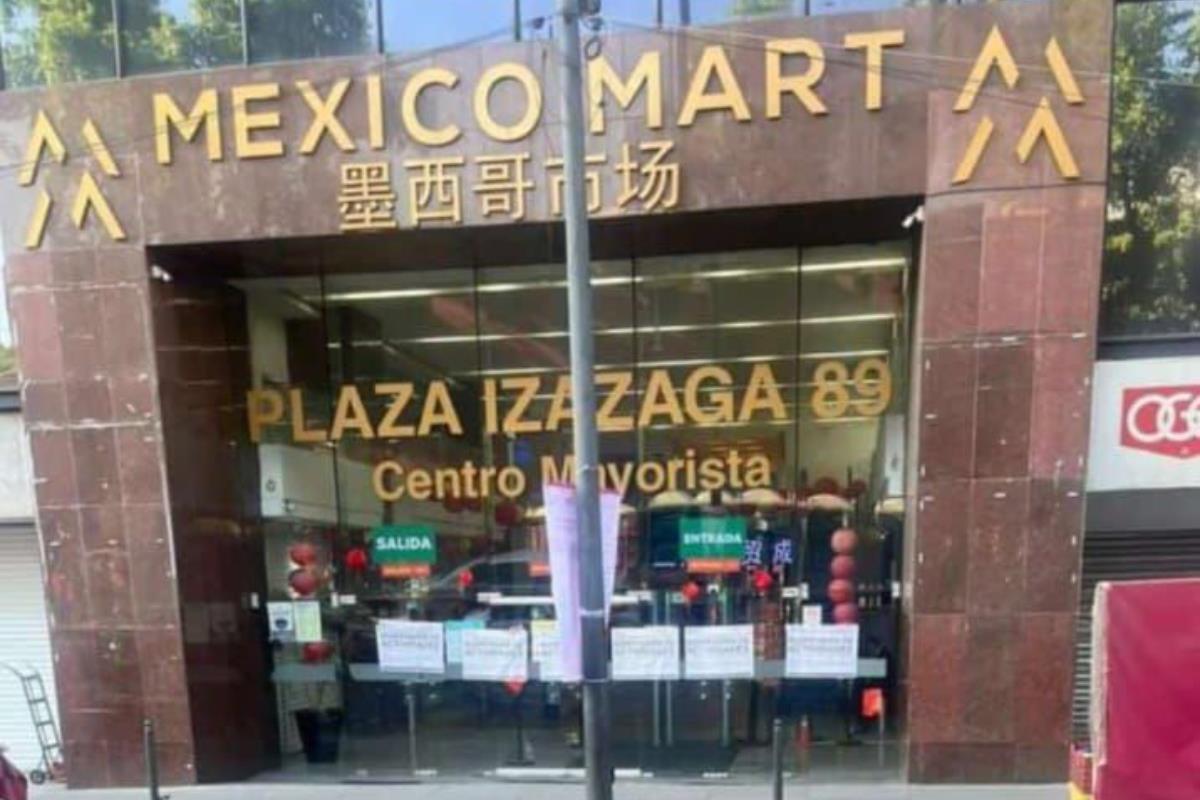 MEXICO MART
墨西哥市场
PLAZA IZAZAGA 89
Centro Mayorista
SALIDA
ENTRADA